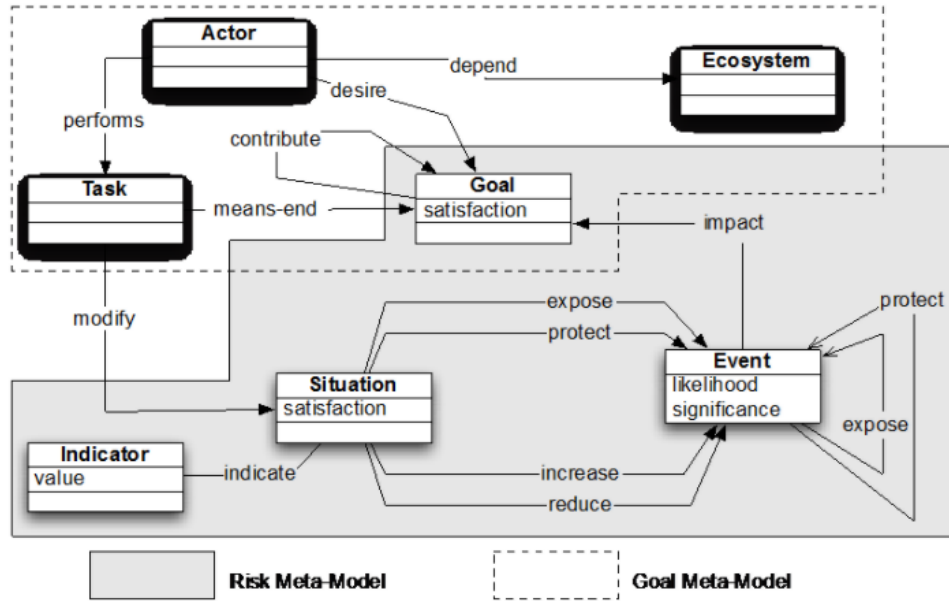 Actor
Ecosystem
depend
desire
performs
contribute
Task
Goal
means-end
satisfaction
impact
modify
expose
protect
protect
Situation
satisfaction
Event
likelihood
significance
expose
Indicator
value
indicate
increase
reduce
Risk Meta-Model
Goal Meta-Model